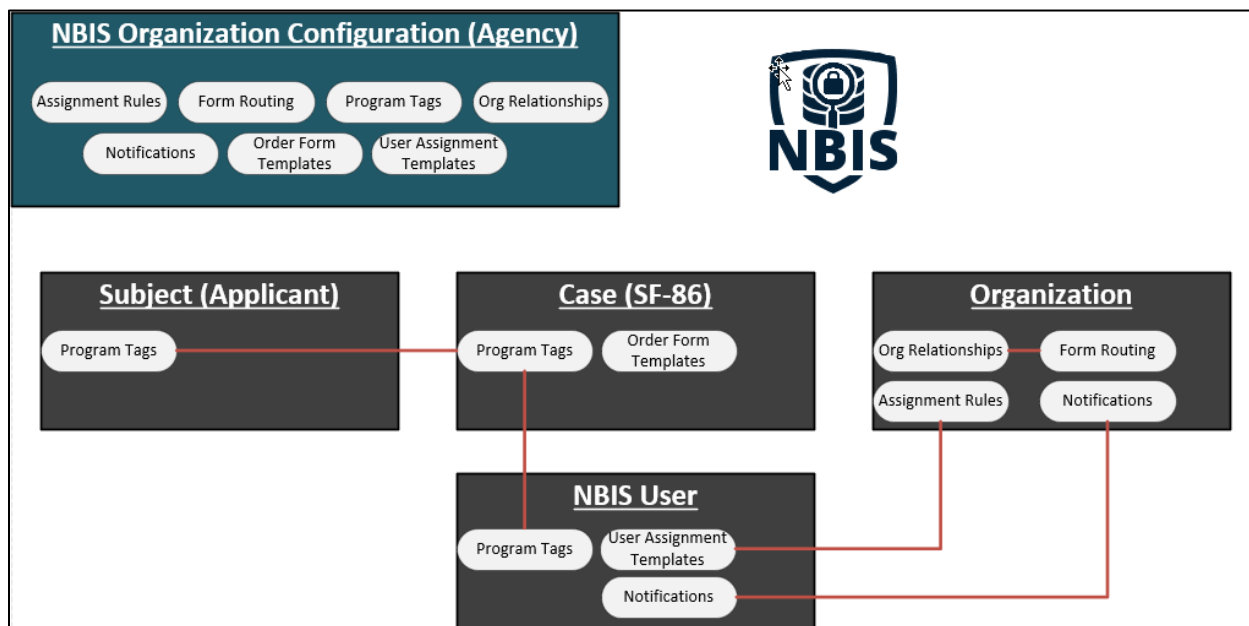 NBIS Organization Configuration (Agency)
Assignment Rules
Form Routing
Program Tags
Org Relationships
Notifications
Order Form
Templates
User Assignment
Templates
NBIS
Subject (Applicant)
Program Tags
Case (SF-86)
Program Tags
Order Form
Templates
Organization
Org Relationships
Form Routing
Assignment Rules
Notifications
NBIS User
Program Tags
User Assignment
Templates
Notifications